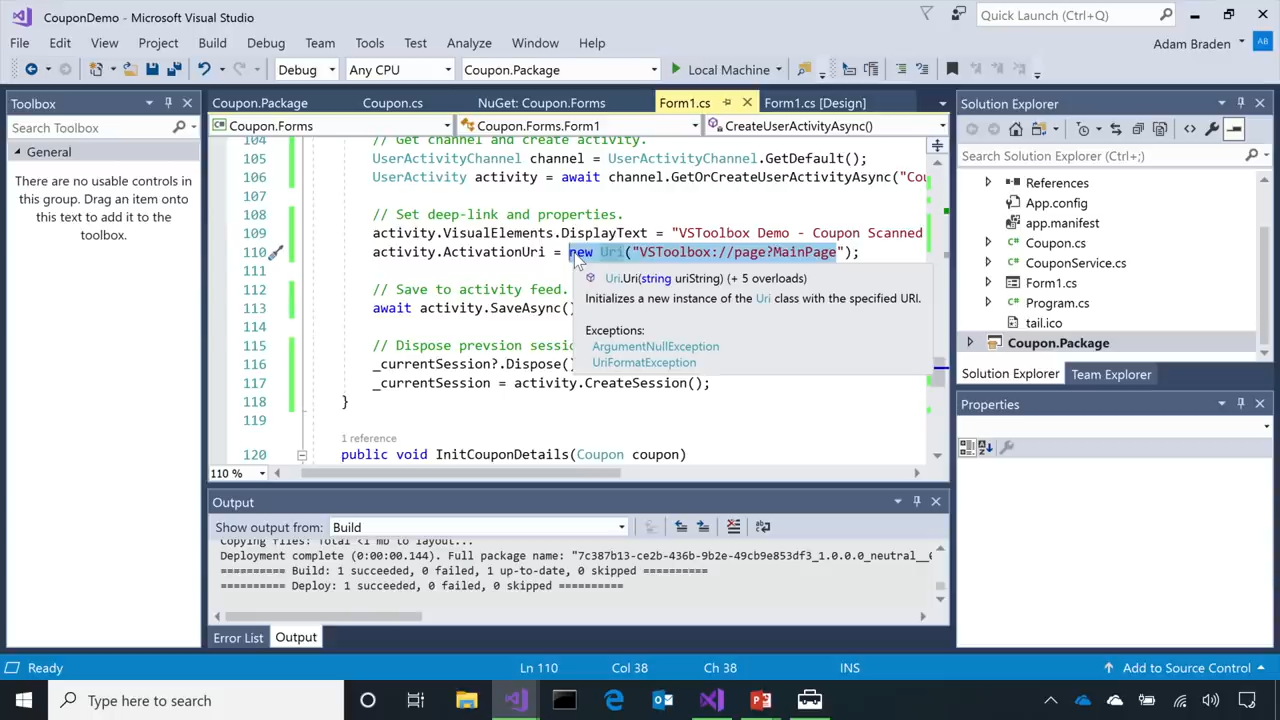 CouponDemo - Microsoft Visual Studio
Quick Launch (Ctrl+Q)
File Edit View Project Build Debug Team Tools Test Analyze Window Help
Adam Braden
AB
Debug
Any CPU
Coupon.Package
Local Machine
Toolbox
Search Toolbox
General
There are no usable controls in
this group. Drag an item onto
this text to add it to the
toolbox.
Coupon.Package
Coupon.cs
NuGet: Coupon.Forms
Form1.cs
Form1.cs [Design]
Coupon.Forms
Coupon.Forms.Form1
CreateUserActivityAsync()
104 // Get channel and create activity.
105 UserActivityChannel channel = UserActivityChannel.GetDefault();
106 UserActivity activity = await channel.GetOrCreateUserActivityAsync("Cou
107
108 // Set deep-link and properties.
109 activity.VisualElements.DisplayText = "VSToolbox Demo - Coupon Scanned
110 activity.ActivationUri = new Uri("VSToolbox://page?MainPage");
111
Uri.Uri(string uriString) (+ 5 overloads)
Initializes a new instance of the Uri class with the specified URI.
Exceptions:
ArgumentNullException
UriFormatException
112 // Save to activity feed.
113 await activity.SaveAsync()
114
115 // Dispose prevsion sessi
116 _currentSession?.Dispose()
117 _currentSession = activity.CreateSession();
118 }
119
1 reference
120 public void InitCouponDetails(Coupon coupon)
110 %
Output
Show output from: Build
Copying files: Total <1 mb to layout...
Deployment complete (0:00:00.144). Full package name: "7c387b13-ce2b-436b-9b2e-49cb9e853df3_1.0.0.0_neutral__
========== Build: 1 succeeded, 0 failed, 1 up-to-date, 0 skipped ==========
========== Deploy: 1 succeeded, 0 failed, 0 skipped ==========
Error List
Output
Solution Explorer
Search Solution Explorer (Ctrl+;)
References
App.config
app.manifest
Coupon.cs
CouponService.cs
Form1.cs
Program.cs
tail.ico
Coupon.Package
Solution Explorer
Team Explorer
Properties
Ready
Ln 110
Col 38
Ch 38
INS
Add to Source Control
Type here to search